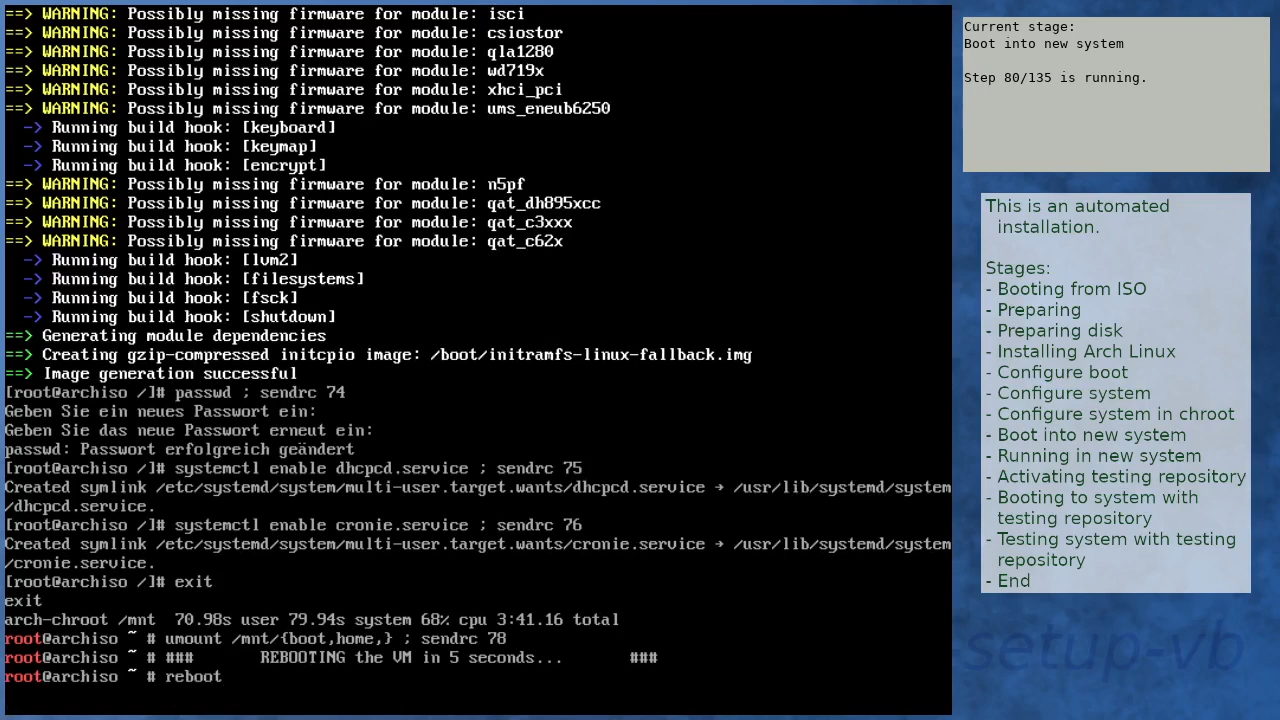 ==> WARNING: Possibly missing firmware for module: isci
==> WARNING: Possibly missing firmware for module: csiostor
==> WARNING: Possibly missing firmware for module: qla1280
==> WARNING: Possibly missing firmware for module: wd719x
==> WARNING: Possibly missing firmware for module: xhci_pci
==> WARNING: Possibly missing firmware for module: ums_eneub6250
  -> Running build hook: [keyboard]
  -> Running build hook: [keymap]
  -> Running build hook: [encrypt]
==> WARNING: Possibly missing firmware for module: n5pf
==> WARNING: Possibly missing firmware for module: qat_dh895xcc
==> WARNING: Possibly missing firmware for module: qat_c3xxx
==> WARNING: Possibly missing firmware for module: qat_c62x
  -> Running build hook: [lvm2]
  -> Running build hook: [filesystems]
  -> Running build hook: [fsck]
  -> Running build hook: [shutdown]
==> Generating module dependencies
==> Creating gzip-compressed initcpio image: /boot/initramfs-linux-fallback.img
==> Image generation successful
[root@archiso /]# passwd ; sendrc 74
Geben Sie ein neues Passwort ein:
Geben Sie das neue Passwort erneut ein:
passwd: Passwort erfolgreich geändert
[root@archiso /]# systemctl enable dhcpcd.service ; sendrc 75
Created symlink /etc/systemd/system/multi-user.target.wants/dhcpcd.service → /usr/lib/systemd/system
/dhcpcd.service.
[root@archiso /]# systemctl enable cronie.service ; sendrc 76
Created symlink /etc/systemd/system/multi-user.target.wants/cronie.service → /usr/lib/systemd/system
/cronie.service.
[root@archiso /]# exit
exit
arch-chroot /mnt  70.98s user 79.94s system 68% cpu 3:41.16 total
root@archiso ~ # umount /mnt/{boot,home,} ; sendrc 78
root@archiso ~ # ###       REBOOTING the VM in 5 seconds...       ###
root@archiso ~ # reboot
Current stage:
Boot into new system
Step 80/135 is running.
This is an automated
installation.
Stages:
- Booting from ISO
- Preparing
- Preparing disk
- Installing Arch Linux
- Configure boot
- Configure system
- Configure system in chroot
- Boot into new system
- Running in new system
- Activating testing repository
- Booting to system with
testing repository
- Testing system with testing
repository
- End
setup-vb